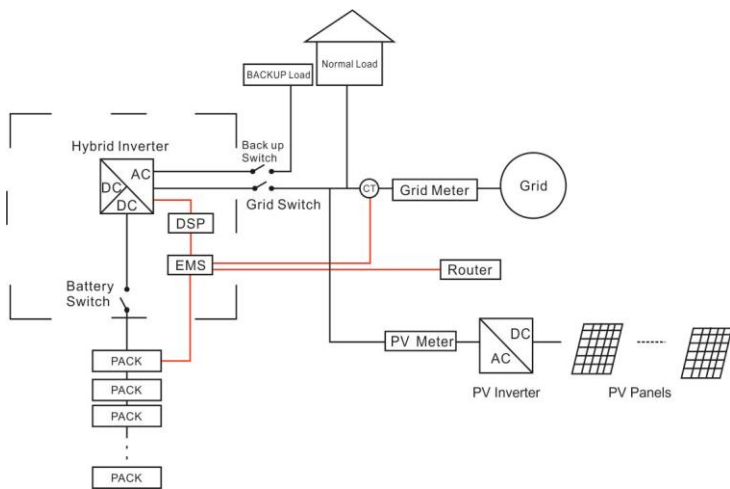 Normal Load
BACKUP Load
Hybrid Inverter
Back up
Switch
AC
DC
DC
CT
Grid Meter
Grid
Grid Switch
DSP
EMS
Router
Battery
Switch
PV Meter
DC
AC
PACK
PACK
PACK
PACK
PV Inverter
PV Panels